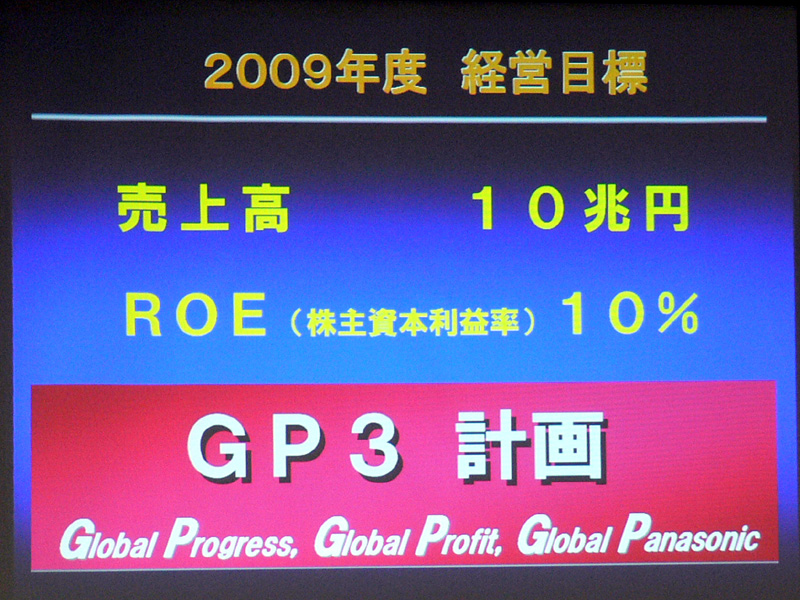 2009年度 経営目標
売上高 10兆円
ROE(株主資本利益率)10%
GP3 計画
Global Progress, Global Profit, Global Panasonic